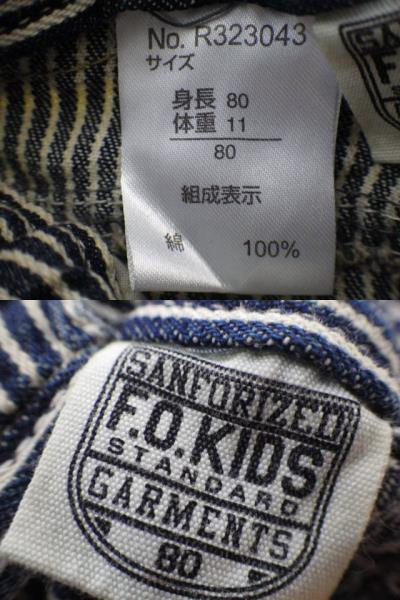 No. R323043
サイズ
身長 80
体重 11
80
組成表示
綿 100%
SANFORIZED
F.O.KIDS
STANDARD
GARMENTS
80